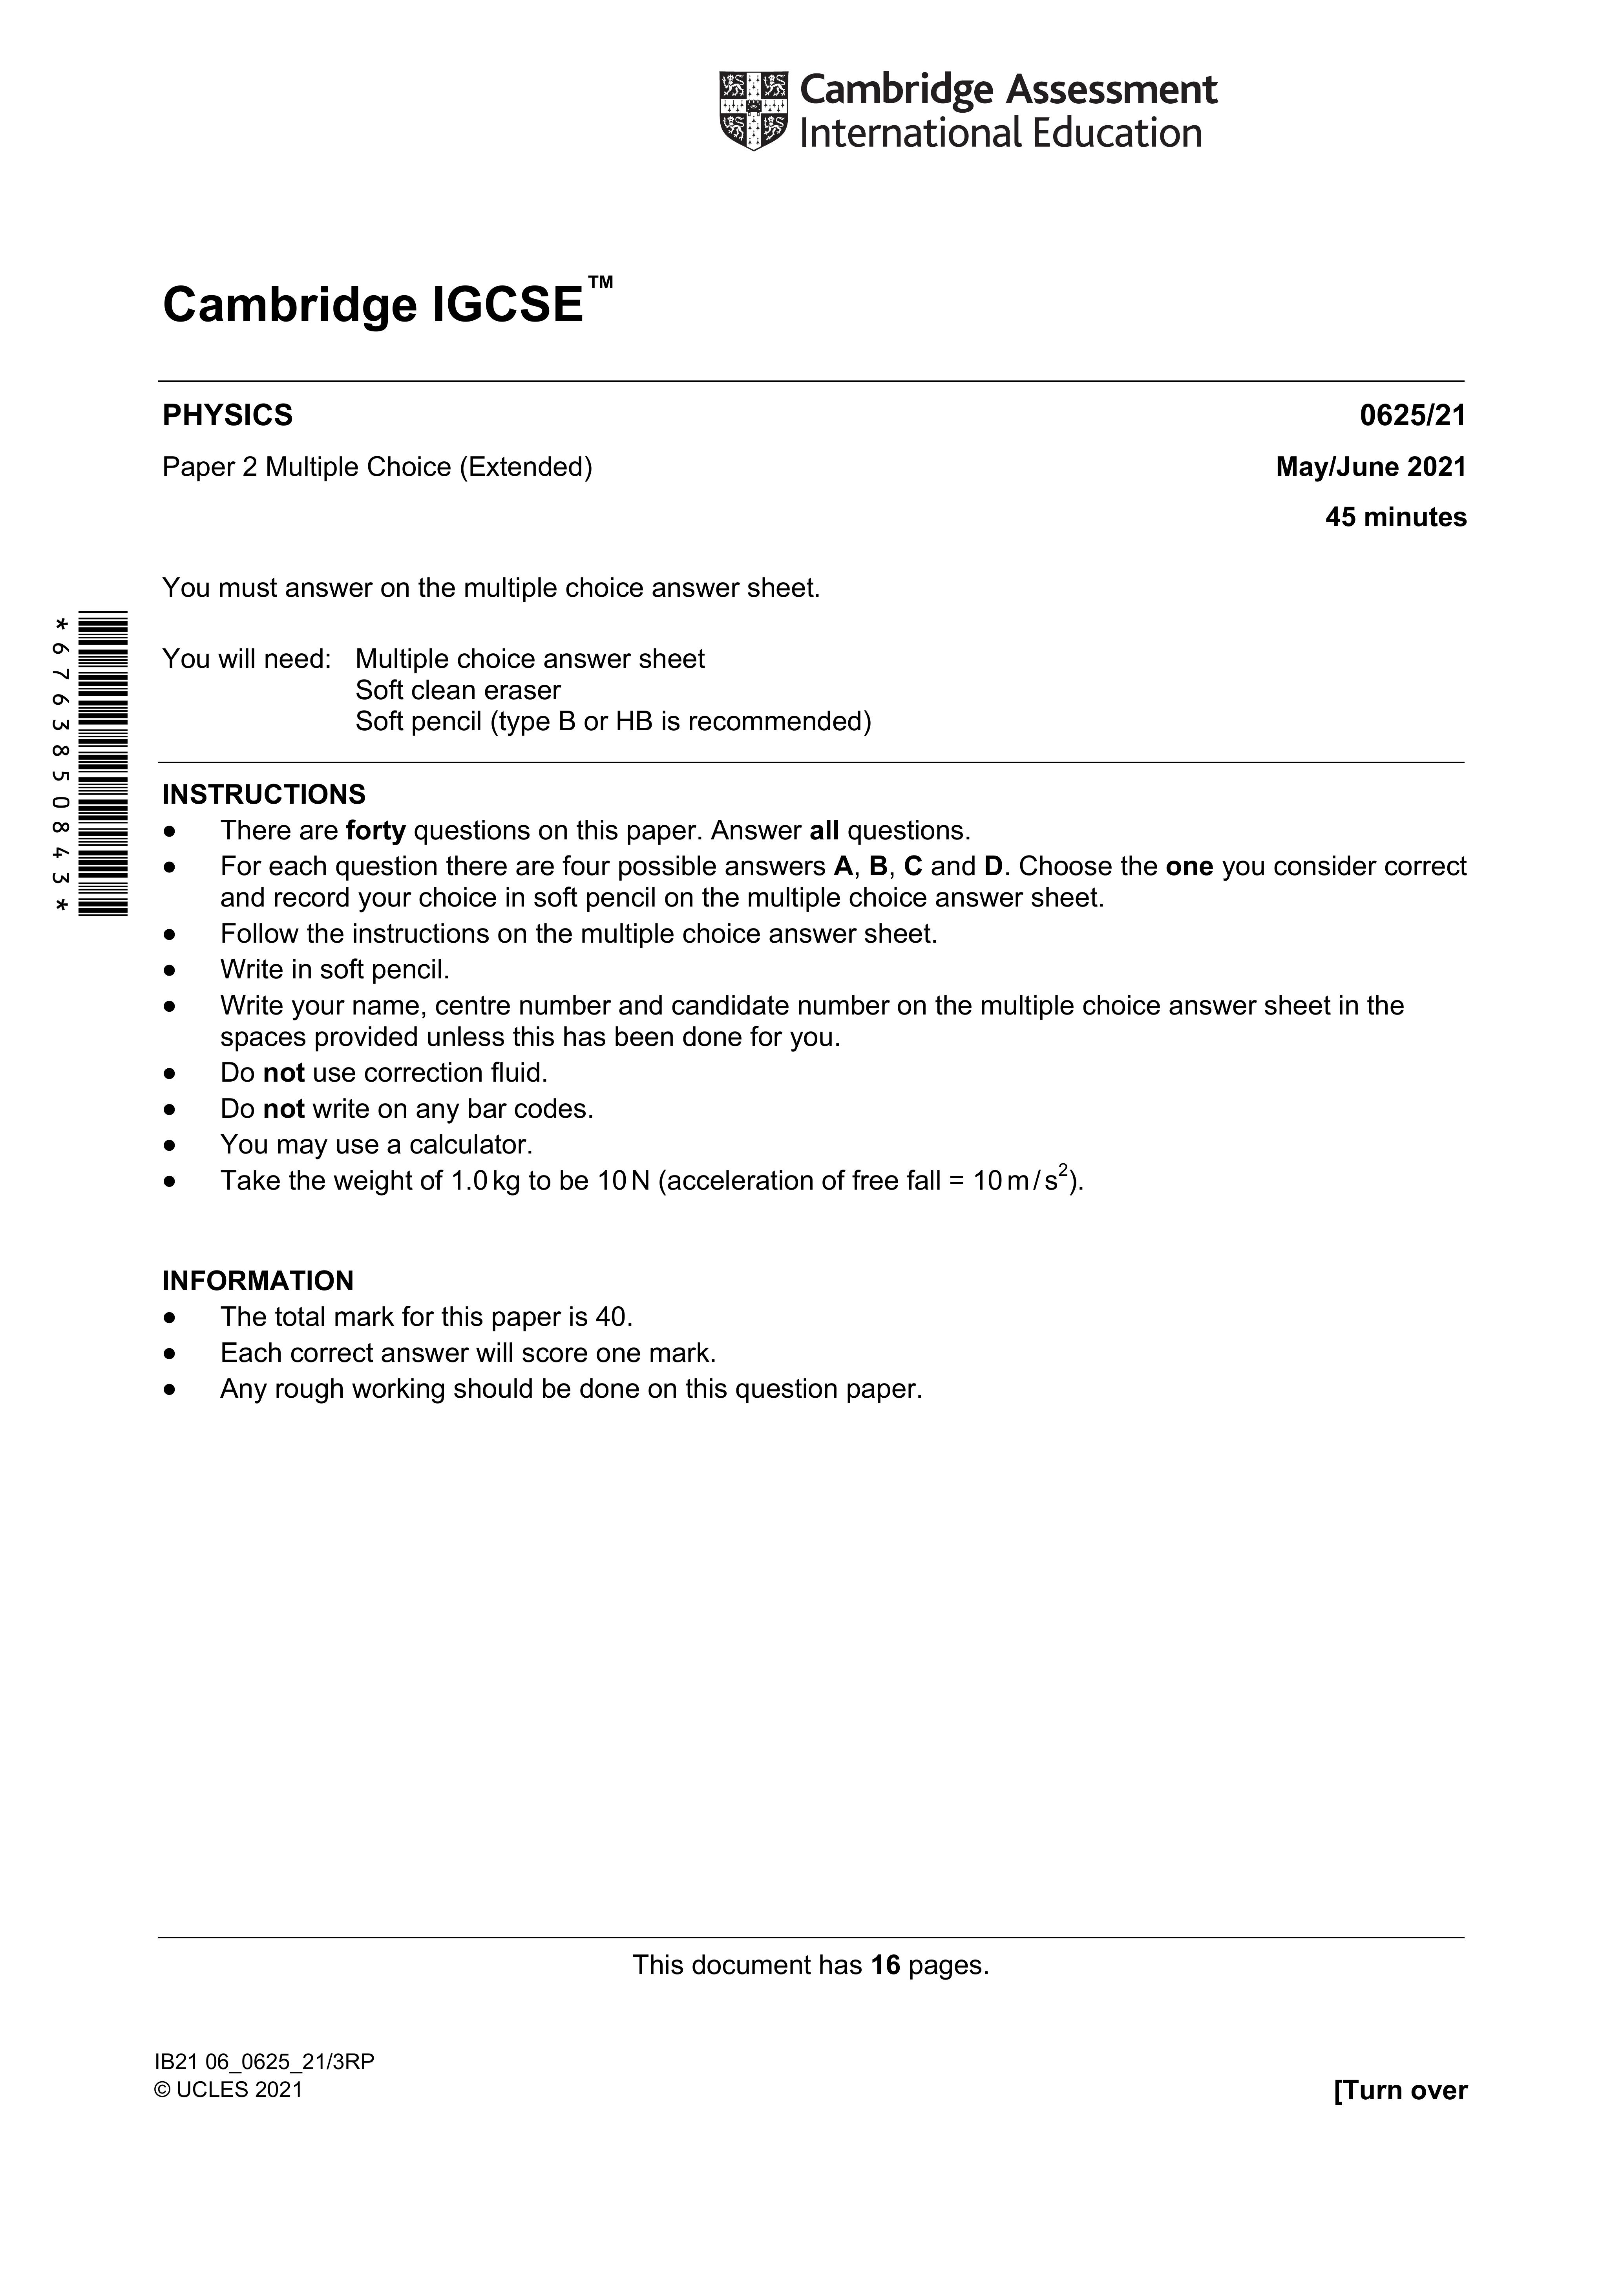 Cambridge Assessment
International Education
Cambridge IGCSE™
PHYSICS 0625/21
Paper 2 Multiple Choice (Extended) May/June 2021
45 minutes
You must answer on the multiple choice answer sheet.
You will need: Multiple choice answer sheet
Soft clean eraser
Soft pencil (type B or HB is recommended)
*6763850843*
INSTRUCTIONS
● There are forty questions on this paper. Answer all questions.
● For each question there are four possible answers A, B, C and D. Choose the one you consider correct
and record your choice in soft pencil on the multiple choice answer sheet.
● Follow the instructions on the multiple choice answer sheet.
● Write in soft pencil.
● Write your name, centre number and candidate number on the multiple choice answer sheet in the
spaces provided unless this has been done for you.
● Do not use correction fluid.
● Do not write on any bar codes.
● You may use a calculator.
● Take the weight of 1.0 kg to be 10 N (acceleration of free fall = 10 m / s²).
INFORMATION
● The total mark for this paper is 40.
● Each correct answer will score one mark.
● Any rough working should be done on this question paper.
This document has 16 pages.
IB21 06_0625_21/3RP
© UCLES 2021
[Turn over